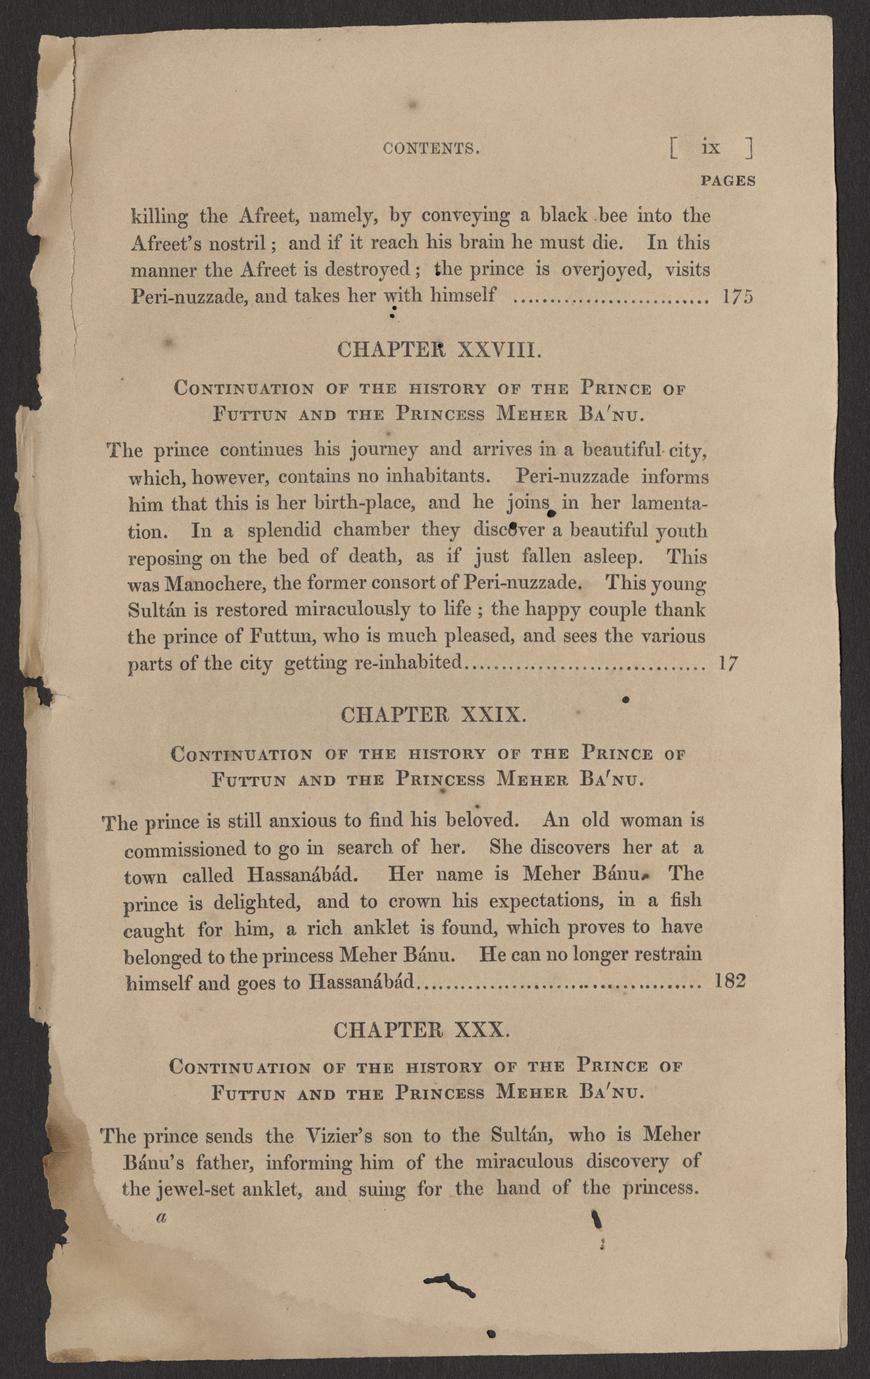 CONTENTS. [ ix ]
PAGES
killing the Afreet, namely, by conveying a black bee into the
Afreet's nostril ; and if it reach his brain he must die. In this
manner the Afreet is destroyed ; the prince is overjoyed, visits
Peri-nuzzade, and takes her with himself .......................... 175
CHAPTER XXVIII.
CONTINUATION OF THE HISTORY OF THE PRINCE OF
FUTTUN AND THE PRINCESS MEHER BA'NU.
The prince continues his journey and arrives in a beautiful city,
which, however, contains no inhabitants. Peri-nuzzade informs
him that this is her birth-place, and he joins in her lamenta-
tion. In a splendid chamber they discover a beautiful youth
reposing on the bed of death, as if just fallen asleep. This
was Manochere, the former consort of Peri-nuzzade. This young
Sultán is restored miraculously to life ; the happy couple thank
the prince of Futtun, who is much pleased, and sees the various
parts of the city getting re-inhabited................................ 17
CHAPTER XXIX.
CONTINUATION OF THE HISTORY OF THE PRINCE OF
FUTTUN AND THE PRINCESS MEHER BA'NU.
The prince is still anxious to find his beloved. An old woman is
commissioned to go in search of her. She discovers her at a
town called Hassanábád. Her name is Meher Bánu. The
prince is delighted, and to crown his expectations, in a fish
caught for him, a rich anklet is found, which proves to have
belonged to the princess Meher Bánu. He can no longer restrain
himself and goes to Hassanábád...................................... 182
CHAPTER XXX.
CONTINUATION OF THE HISTORY OF THE PRINCE OF
FUTTUN AND THE PRINCESS MEHER BA'NU.
The prince sends the Vizier's son to the Sultán, who is Meher
Bánu's father, informing him of the miraculous discovery of
the jewel-set anklet, and suing for the hand of the princess.
a